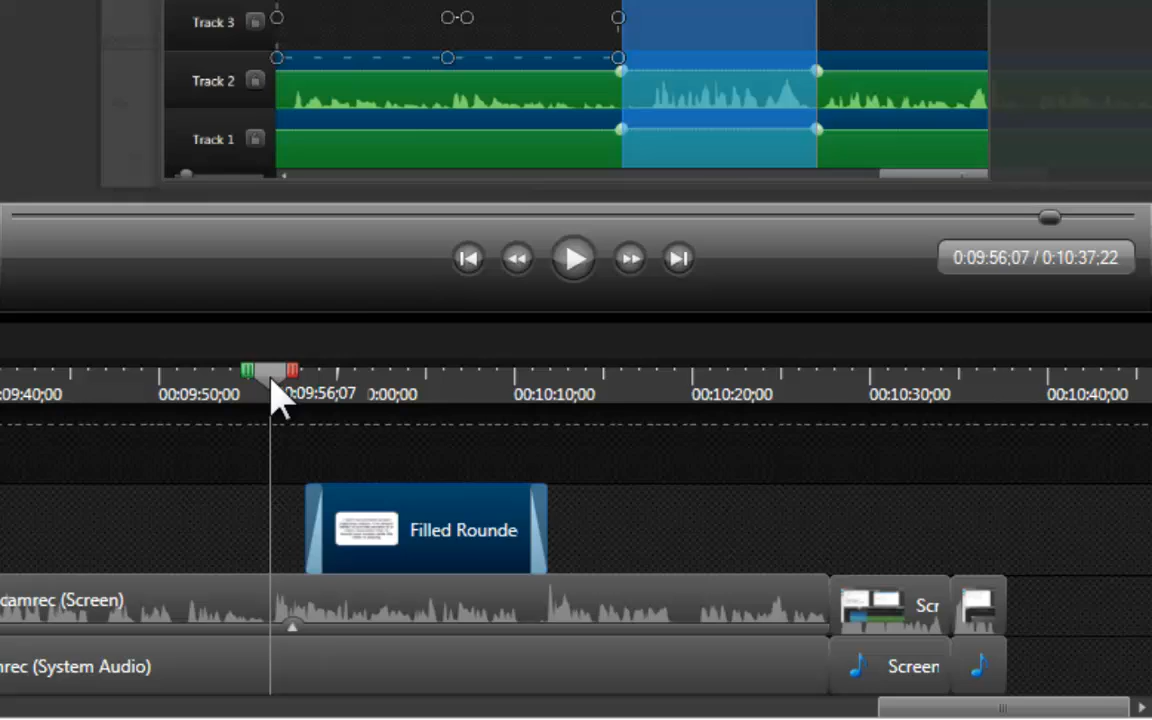 Track 3
Track 2
Track 1
0:09:56;07 / 0:10:37;22
:09:40;00 00:09:50;00 0:09:56;07 0:00;00 00:10:10;00 00:10:20;00 00:10:30;00 00:10:40;00
Filled Rounde
camrec (Screen) Scr
mrec (System Audio) Screen